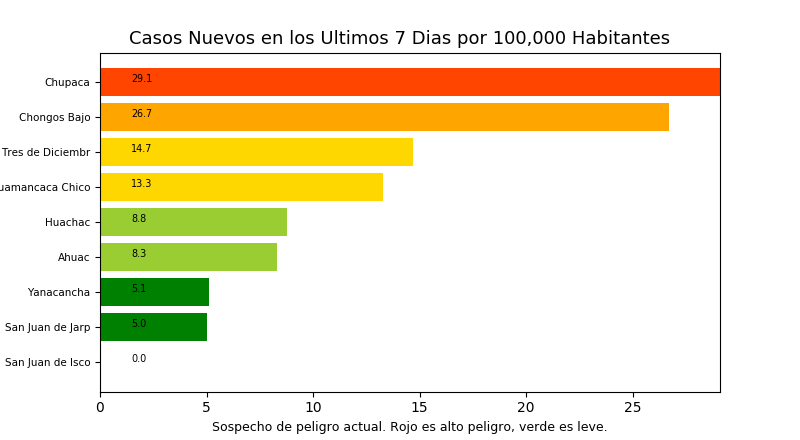 Casos Nuevos en los Ultimos 7 Dias por 100,000 Habitantes
Chupaca 29.1
Chongos Bajo 26.7
Tres de Diciembr 14.7
uamancaca Chico 13.3
Huachac 8.8
Ahuac 8.3
Yanacancha 5.1
San Juan de Jarp 5.0
San Juan de Isco 0.0
0 5 10 15 20 25
Sospecho de peligro actual. Rojo es alto peligro, verde es leve.